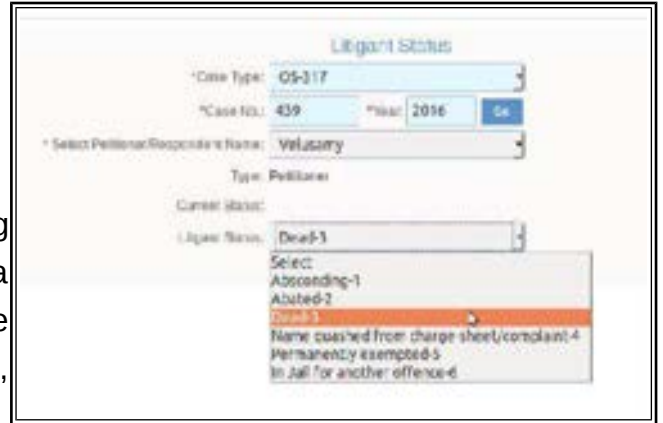 Litigant Status
*Case Type: OS-317
*Case No.: 439 *Year: 2016 Go
* Select Petitioner/Respondent Name: Velusamy
Type: Petitioner
Current Status:
g
Litigant Status: Dead-3
a
Select
Absconding-1
e
Abated-2
Dead-3
,
Name quashed from charge sheet/complaint-4
Permanently exempted-5
In Jail for another offence-6